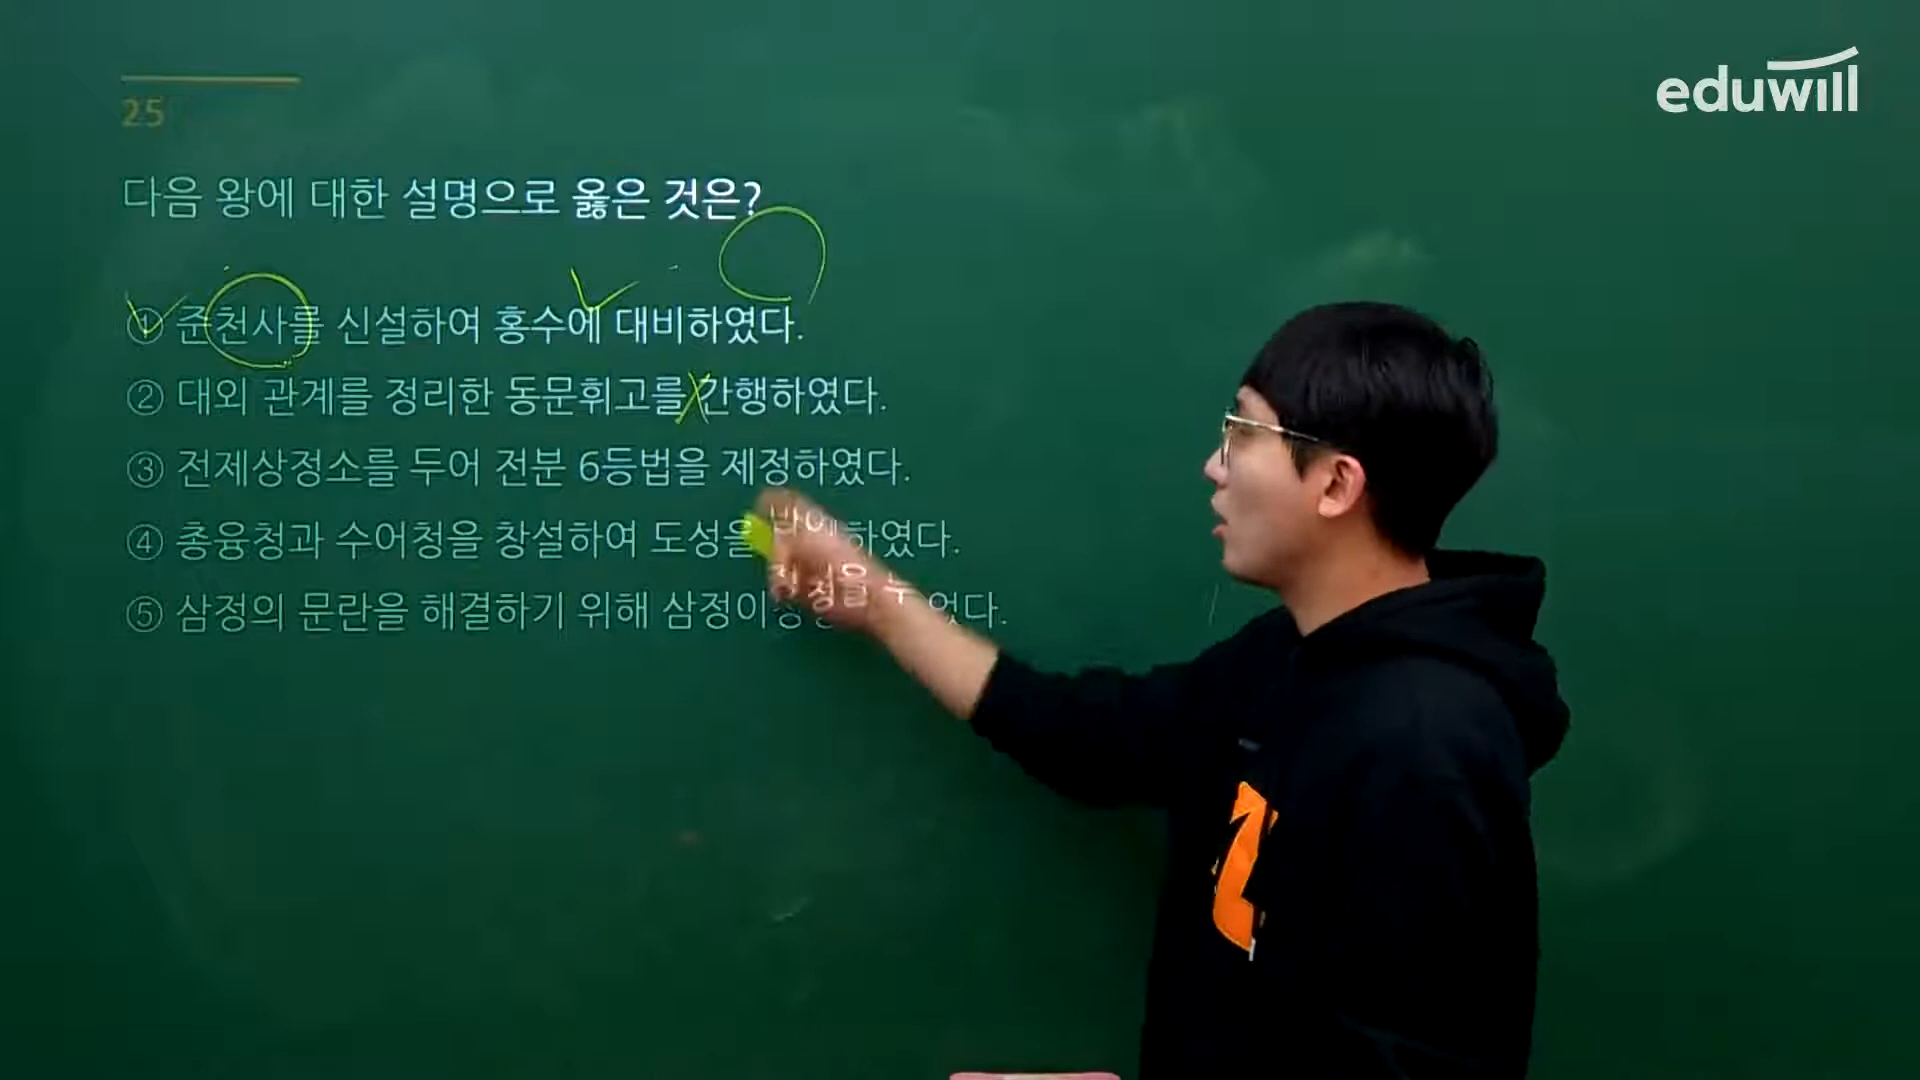 eduwill
25
다음 왕에 대한 설명으로 옳은 것은?
① 준천사를 신설하여 홍수에 대비하였다.
② 대외 관계를 정리한 동문휘고를 간행하였다.
③ 전제상정소를 두어 전분 6등법을 제정하였다.
④ 총융청과 수어청을 창설하여 도성을 하였다.
⑤ 삼정의 문란을 해결하기 위해